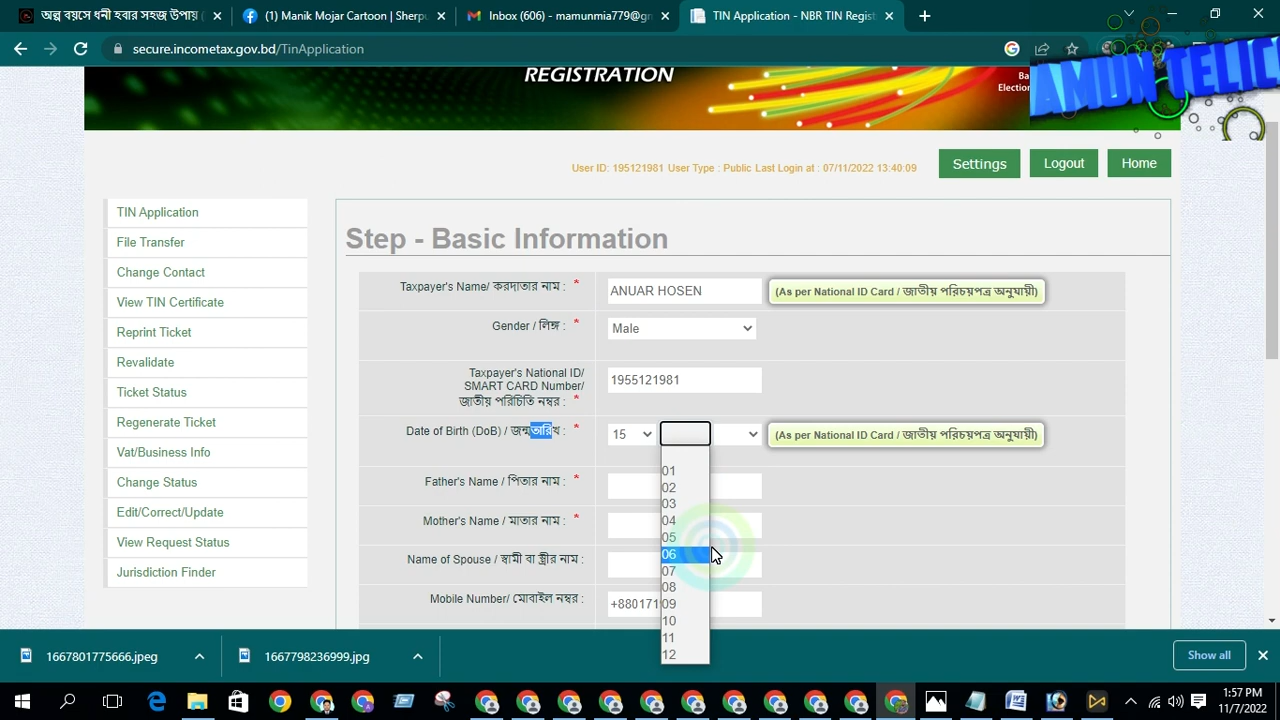 অল্প বয়সে ধনী হবার সহজ উপায় (
(1) Manik Mojar Cartoon | Sherpu
Inbox (606) - mamunmia779@gm
TIN Application - NBR TIN Regist
secure.incometax.gov.bd/TinApplication
REGISTRATION
Ba
Election
AMUN TELIC
User ID: 195121981 User Type : Public Last Login at : 07/11/2022 13:40:09
Settings
Logout
Home
TIN Application
File Transfer
Change Contact
View TIN Certificate
Reprint Ticket
Revalidate
Ticket Status
Regenerate Ticket
Vat/Business Info
Change Status
Edit/Correct/Update
View Request Status
Jurisdiction Finder
Step - Basic Information
Taxpayer's Name/ করদাতার নাম : *
ANUAR HOSEN
(As per National ID Card / জাতীয় পরিচয়পত্র অনুযায়ী)
Gender / লিঙ্গ : *
Male
Taxpayer's National ID/
SMART CARD Number/
জাতীয় পরিচিতি নম্বর : *
1955121981
Date of Birth (DoB) / জন্মতারিখ : *
15
(As per National ID Card / জাতীয় পরিচয়পত্র অনুযায়ী)
01
02
03
04
05
06
07
08
09
10
11
12
Father's Name / পিতার নাম : *
Mother's Name / মাতার নাম : *
Name of Spouse / স্বামী বা স্ত্রীর নাম :
Mobile Number/ মোবাইল নম্বর :
+880171
1667801775666.jpeg
1667798236999.jpg
Show all
1:57 PM
11/7/2022